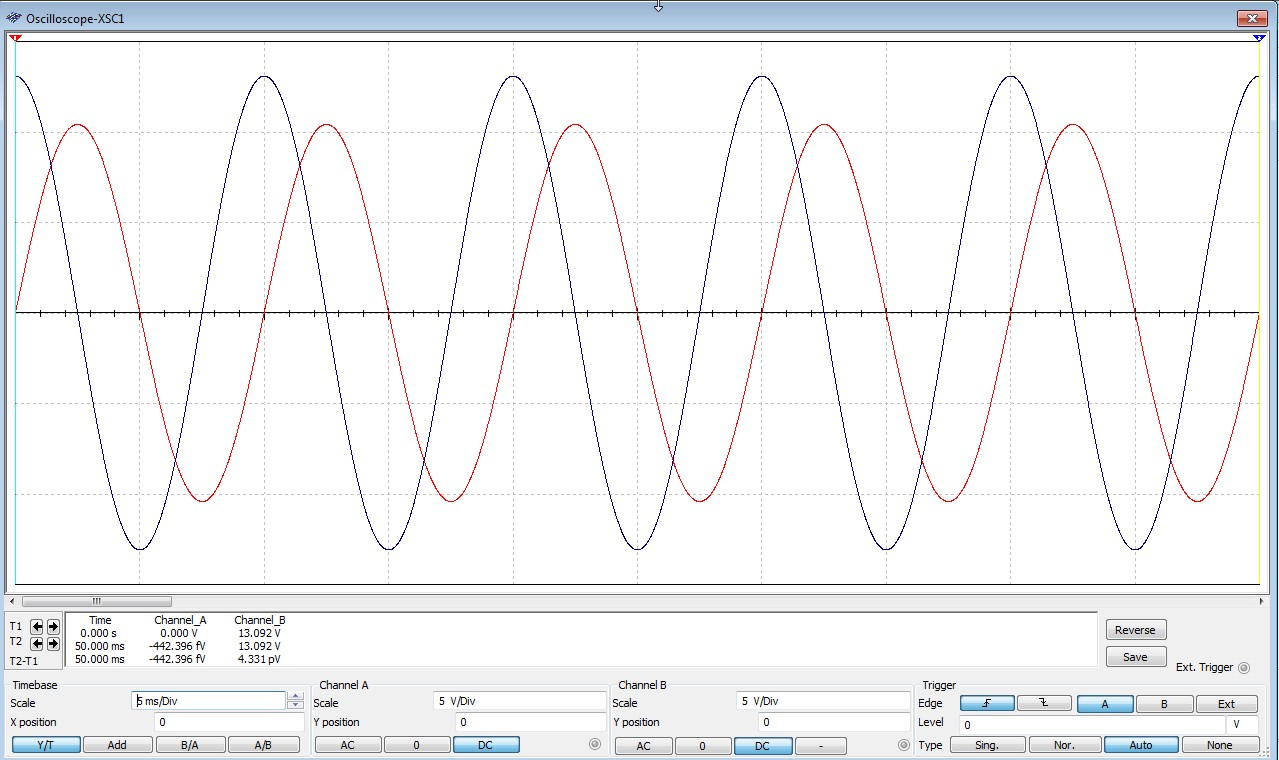 Oscilloscope-XSC1
Time Channel_A Channel_B
T1 0.000 s 0.000 V 13.092 V
T2 50.000 ms -442.396 fV 13.092 V
T2-T1 50.000 ms -442.396 fV 4.331 pV
Reverse
Save
Ext. Trigger
Timebase
Scale 5 ms/Div
X position 0
Y/T Add B/A A/B
Channel A
Scale 5 V/Div
Y position 0
AC 0 DC
Channel B
Scale 5 V/Div
Y position 0
AC 0 DC -
Trigger
Edge A B Ext
Level 0 V
Type Sing. Nor. Auto None